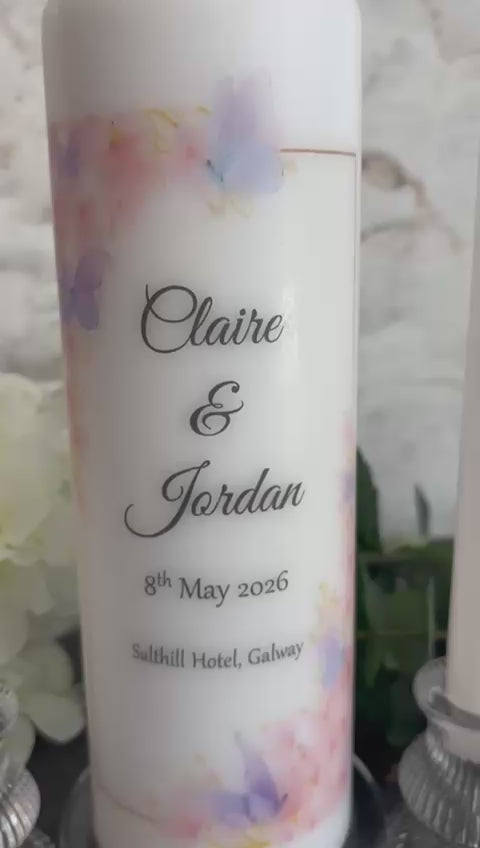 Claire
&
Jordan
8th May 2026
Salthill Hotel, Galway